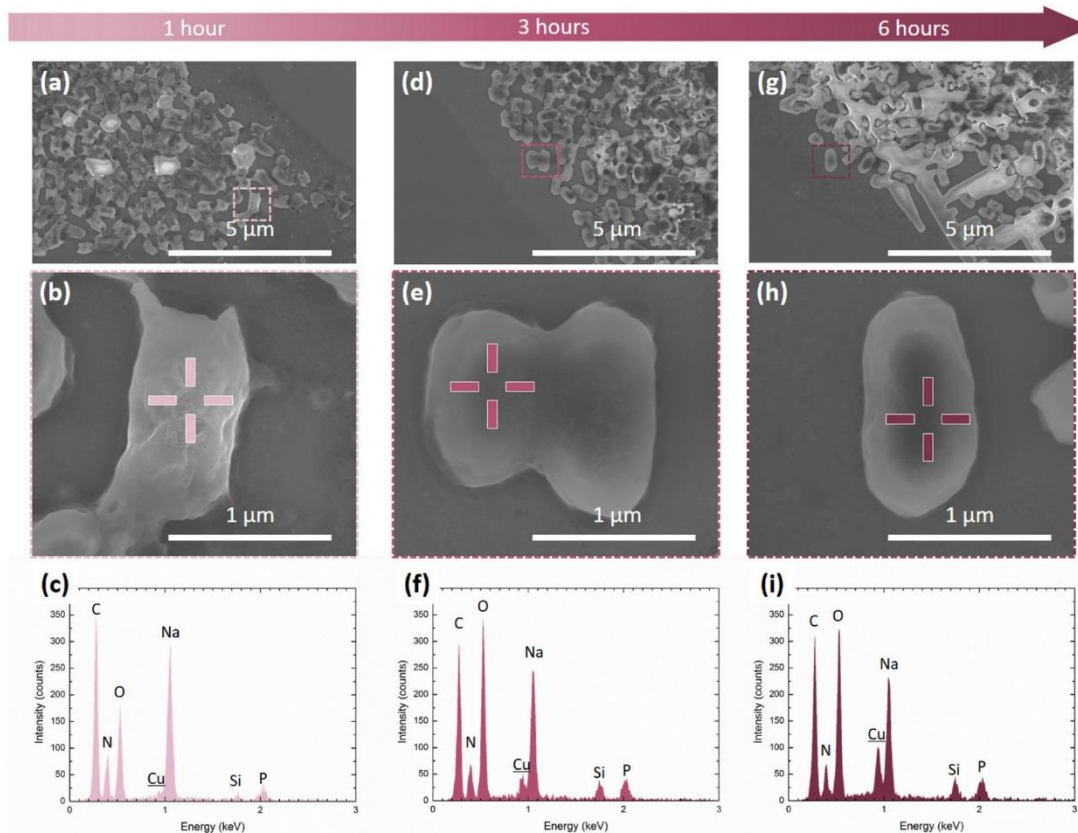 1 hour 3 hours 6 hours
(a) (d) (g)
5 µm 5 µm 5 µm
(b) (e) (h)
1 µm 1 µm 1 µm
(c)
C
Na
O
N
Cu
Si
P
350
300
250
200
150
100
50
0
0 1 2 3
Intensity (counts)
Energy (keV)
(f)
O
C
Na
N
Cu
Si
P
350
300
250
200
150
100
50
0
0 1 2 3
Intensity (counts)
Energy (keV)
(i)
O
C
Na
Cu
N
Si
P
350
300
250
200
150
100
50
0
0 1 2 3
Intensity (counts)
Energy (keV)